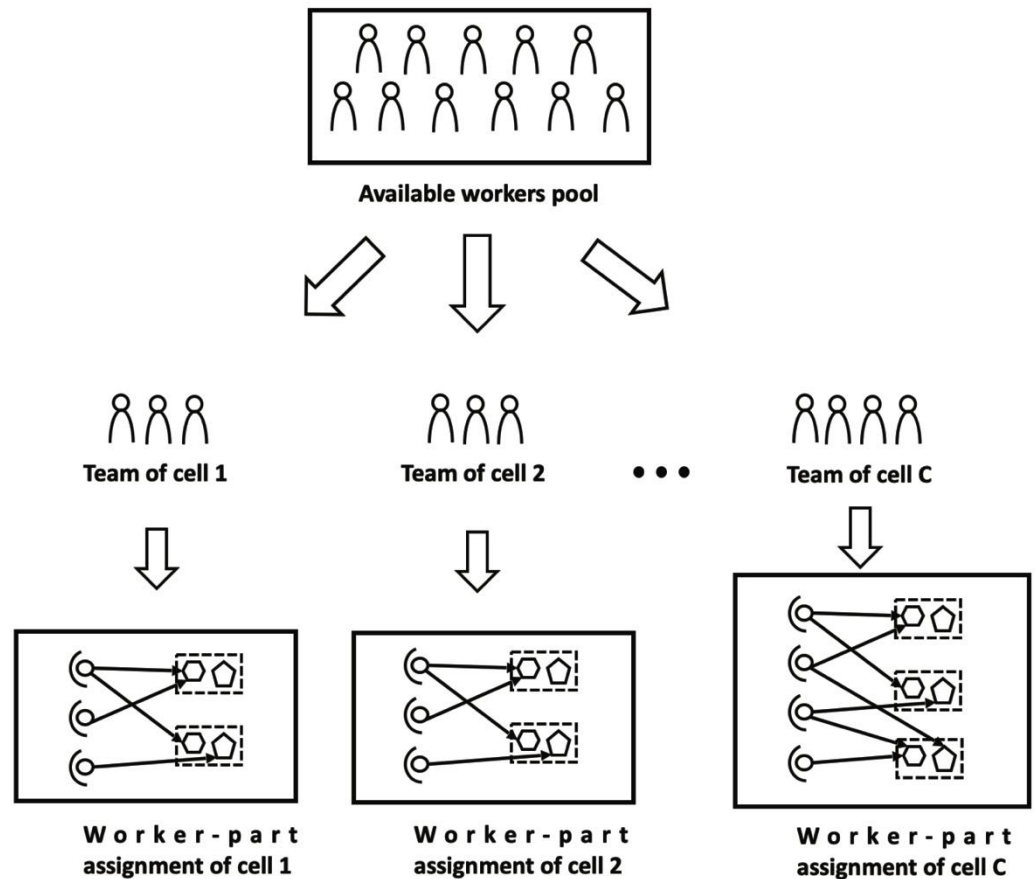 Available workers pool
Team of cell 1
Team of cell 2
• • •
Team of cell C
Worker-part
assignment of cell 1
Worker-part
assignment of cell 2
Worker-part
assignment of cell C